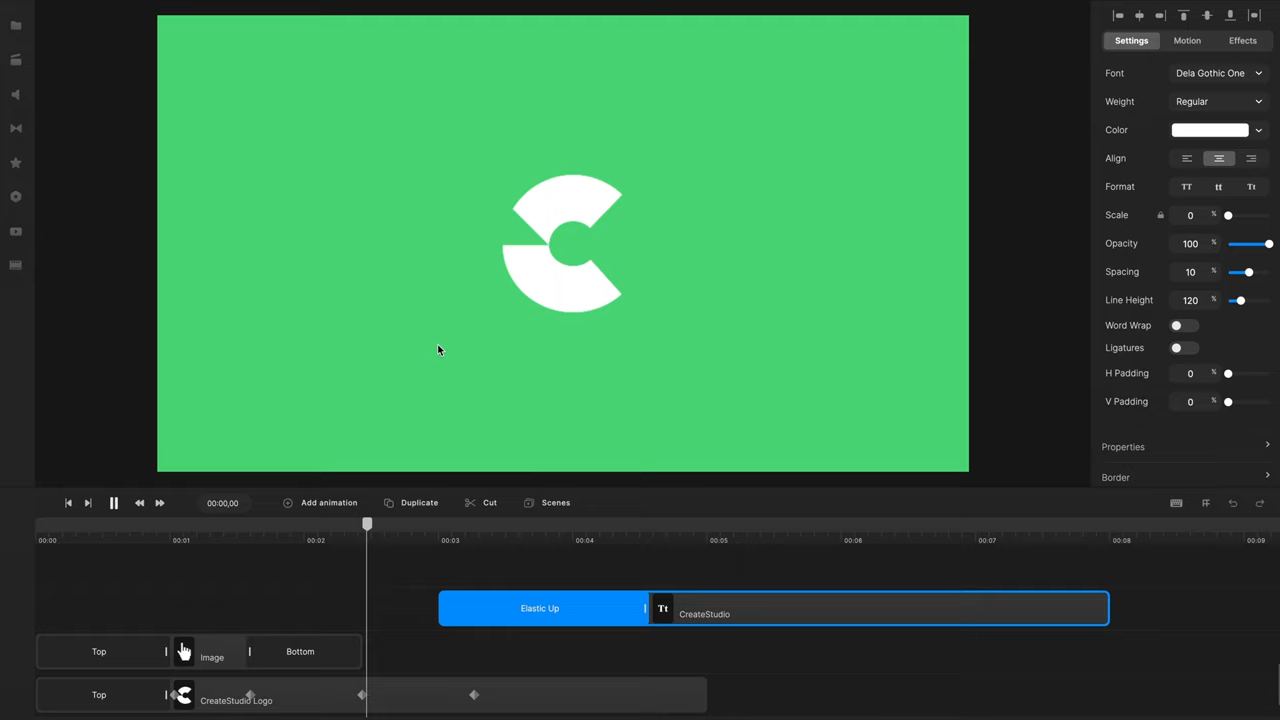 Settings Motion Effects
Font Dela Gothic One
Weight Regular
Color
Align
Format TT tt Tt
Scale 0 %
Opacity 100 %
Spacing 10 %
Line Height 120 %
Word Wrap
Ligatures
H Padding 0 %
V Padding 0 %
Properties
Border
00:00,00 Add animation Duplicate Cut Scenes
00:00 00:01 00:02 00:03 00:04 00:05 00:06 00:07 00:08 00:09
Elastic Up Tt CreateStudio
Top Image Bottom
Top CreateStudio Logo